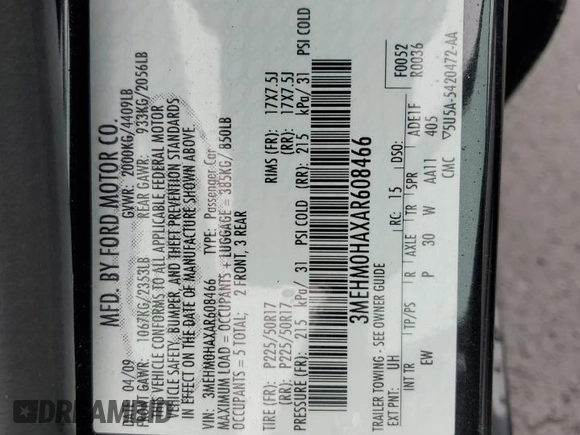 MFD. BY FORD MOTOR CO.
04/09 GVWR: 2000KG/4409LB
FRONT GAWR: 1067KG/2353LB REAR GAWR: 933KG/2056LB
THIS VEHICLE CONFORMS TO ALL APPLICABLE FEDERAL MOTOR
VEHICLE SAFETY, BUMPER, AND THEFT PREVENTION STANDARDS
IN EFFECT ON THE DATE OF MANUFACTURE SHOWN ABOVE
VIN: 3MEHM0HAXAR608466 TYPE: Passenger Car
MAXIMUM LOAD = OCCUPANTS + LUGGAGE = 385KG/ 850LB
OCCUPANTS = 5 TOTAL; 2 FRONT, 3 REAR
TIRE (FR): P225/50R17 RIMS (FR): 17X7.5J
(RR): P225/50R17 (RR): 17X7.5J
PRESSURE (FR): 215 kPa/ 31 PSI COLD (RR): 215 kPa/ 31 PSI COLD
3MEHM0HAXAR608466
F0052
R0036
TRAILER TOWING - SEE OWNER GUIDE
EXT PNT: UH RC: 15 DSO:
INT TR TP/PS R AXLE TR SPR ADE1F
EW P 30 W AA11 405
CMC ▽5U5A-5420472-AA
DREAMBID